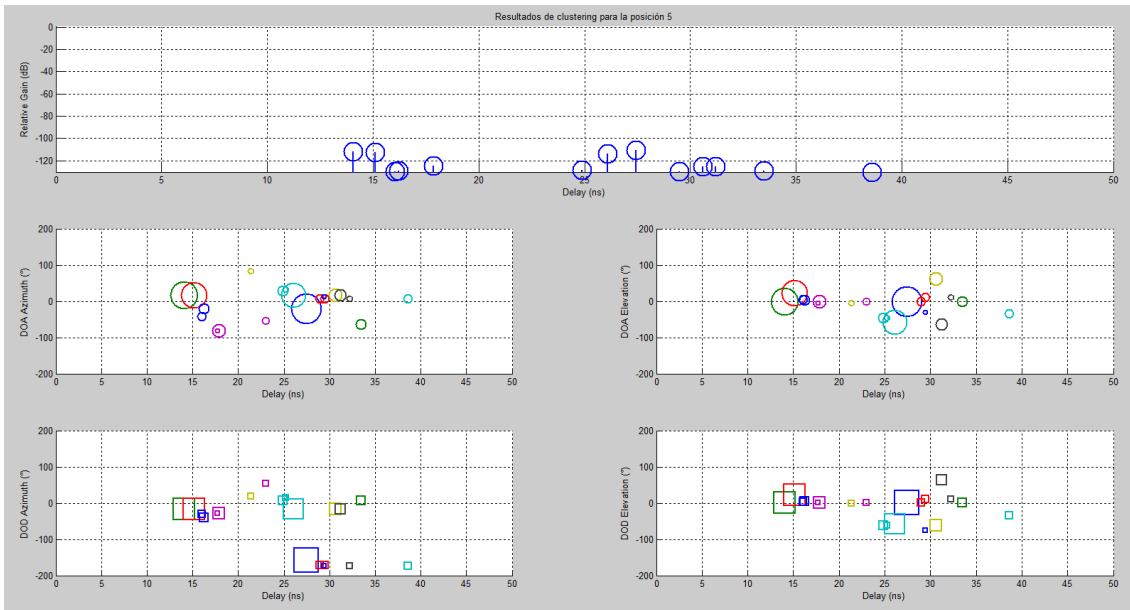 Resultados de clustering para la posición 5
Relative Gain (dB)
0
-20
-40
-60
-80
-100
-120
0 5 10 15 20 25 30 35 40 45 50
Delay (ns)
DOA Azimuth (°)
200
100
0
-100
-200
0 5 10 15 20 25 30 35 40 45 50
Delay (ns)
DOA Elevation (°)
200
100
0
-100
-200
0 5 10 15 20 25 30 35 40 45 50
Delay (ns)
DOD Azimuth (°)
200
100
0
-100
-200
0 5 10 15 20 25 30 35 40 45 50
Delay (ns)
DOD Elevation (°)
200
100
0
-100
-200
0 5 10 15 20 25 30 35 40 45 50
Delay (ns)